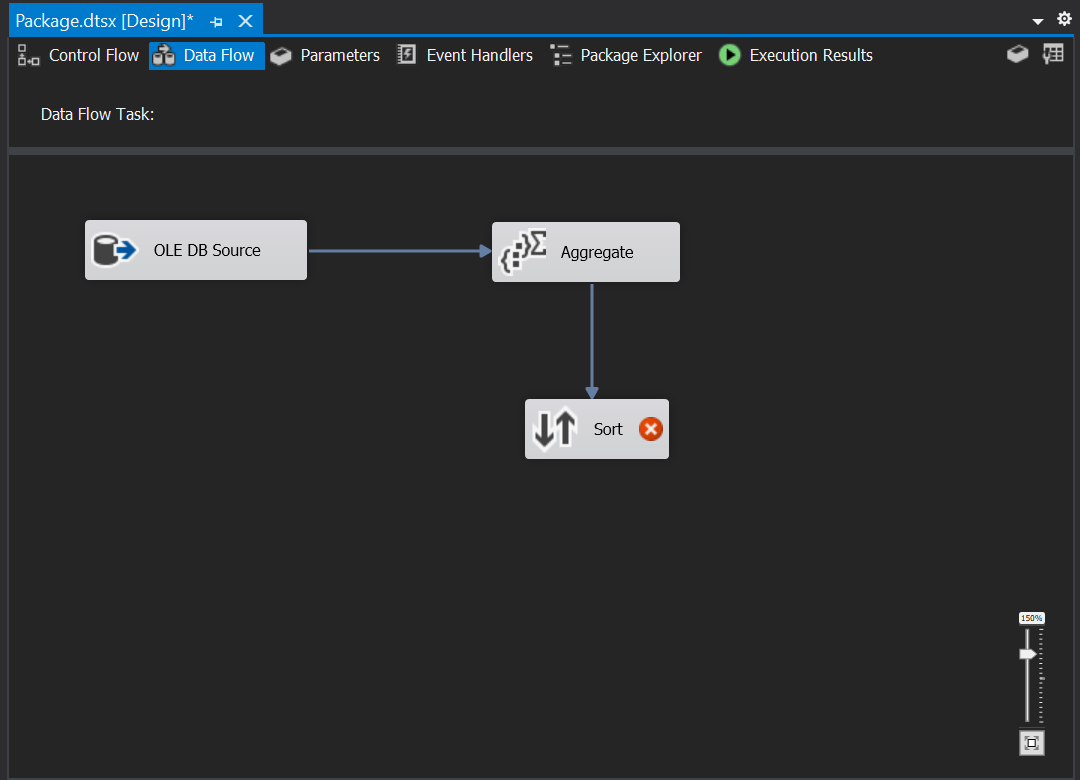 Package.dtsx [Design]*
Control Flow Data Flow Parameters Event Handlers Package Explorer Execution Results
Data Flow Task:
OLE DB Source
Aggregate
Sort
150%